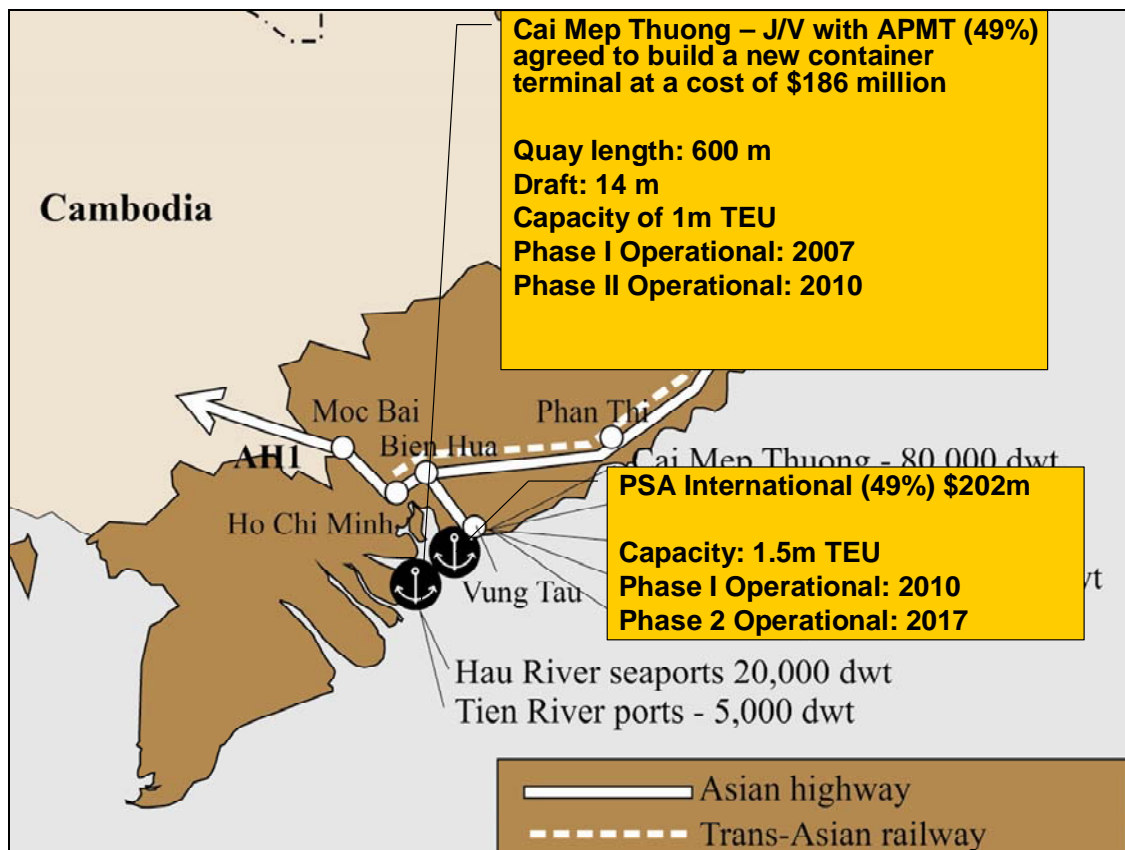 Cai Mep Thuong – J/V with APMT (49%)
agreed to build a new container
terminal at a cost of $186 million
Quay length: 600 m
Draft: 14 m
Capacity of 1m TEU
Phase I Operational: 2007
Phase II Operational: 2010
Cambodia
Moc Bai
Phan Thi
Bien Hua
AH1
Cai Mep Thuong - 80,000 dwt
PSA International (49%) $202m
Capacity: 1.5m TEU
Phase I Operational: 2010
Phase 2 Operational: 2017
Ho Chi Minh
Vung Tau
Hau River seaports 20,000 dwt
Tien River ports - 5,000 dwt
Asian highway
Trans-Asian railway